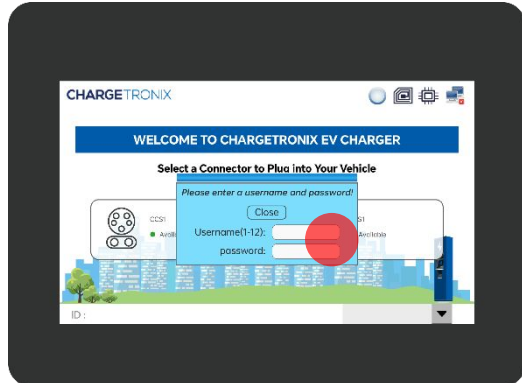 CHARGETRONIX
WELCOME TO CHARGETRONIX EV CHARGER
Select a Connector to Plug into Your Vehicle
Please enter a username and password!
Close
CCS1
Username(1-12):
Available
password:
ID :